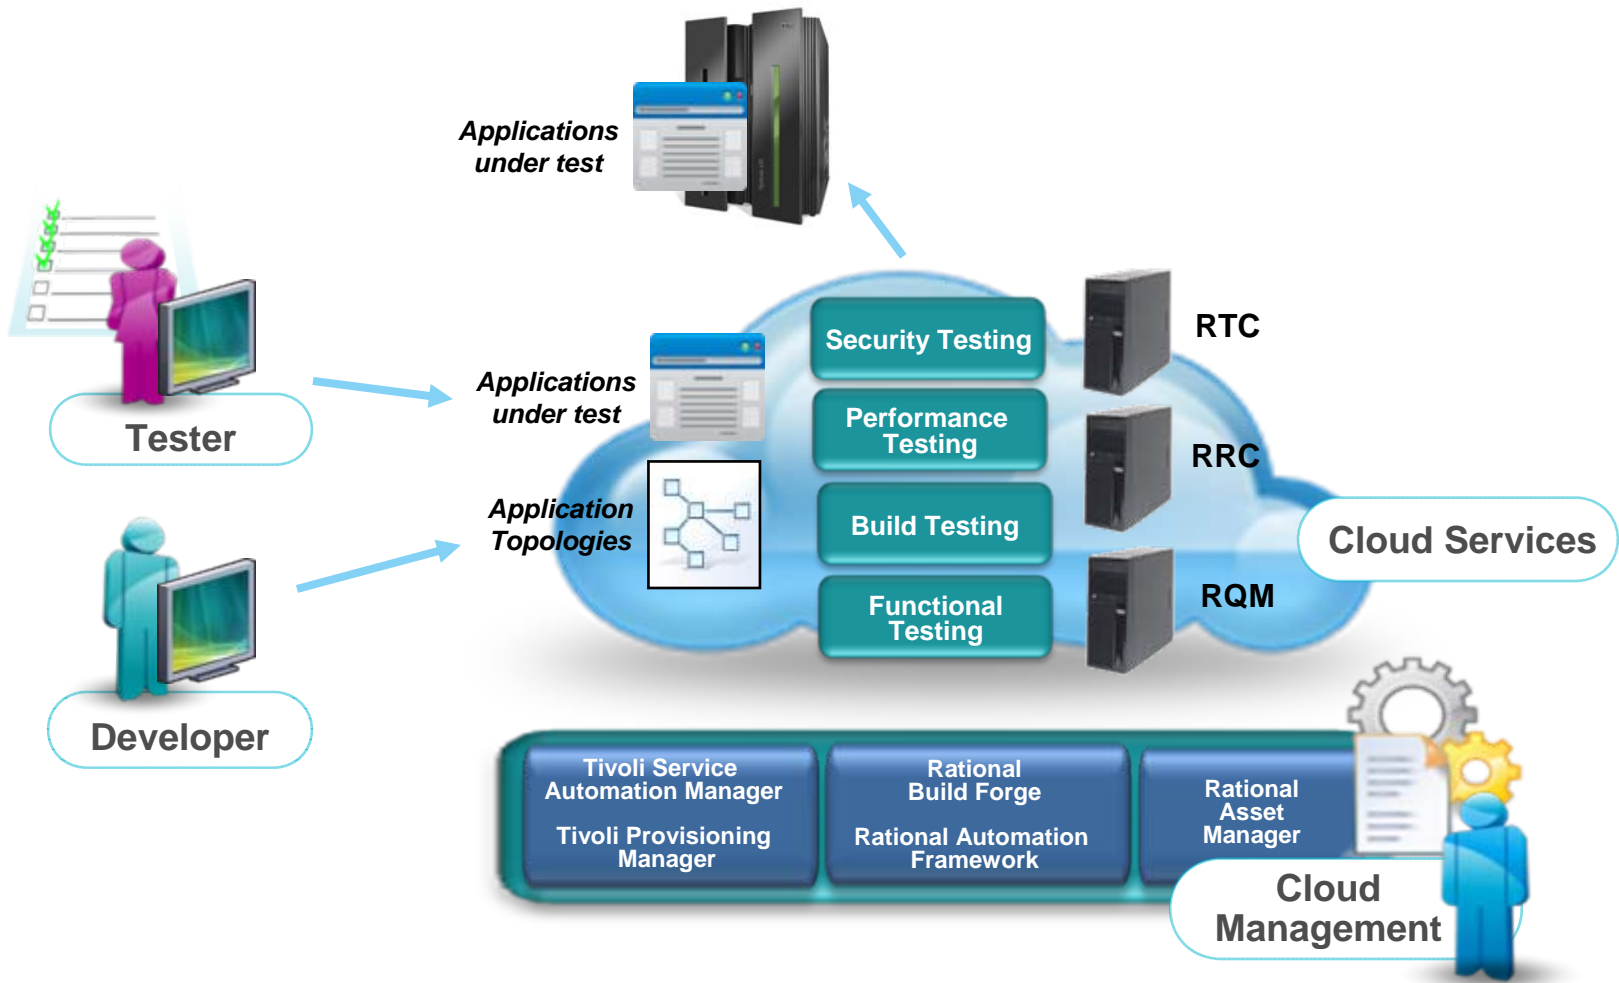 Applications
under test
Security Testing
RTC
Applications
under test
Performance
Testing
Tester
RRC
Application
Topologies
Build Testing
Cloud Services
Functional
Testing
RQM
Developer
Tivoli Service
Automation Manager
Tivoli Provisioning
Manager
Rational
Build Forge
Rational Automation
Framework
Rational
Asset
Manager
Cloud
Management